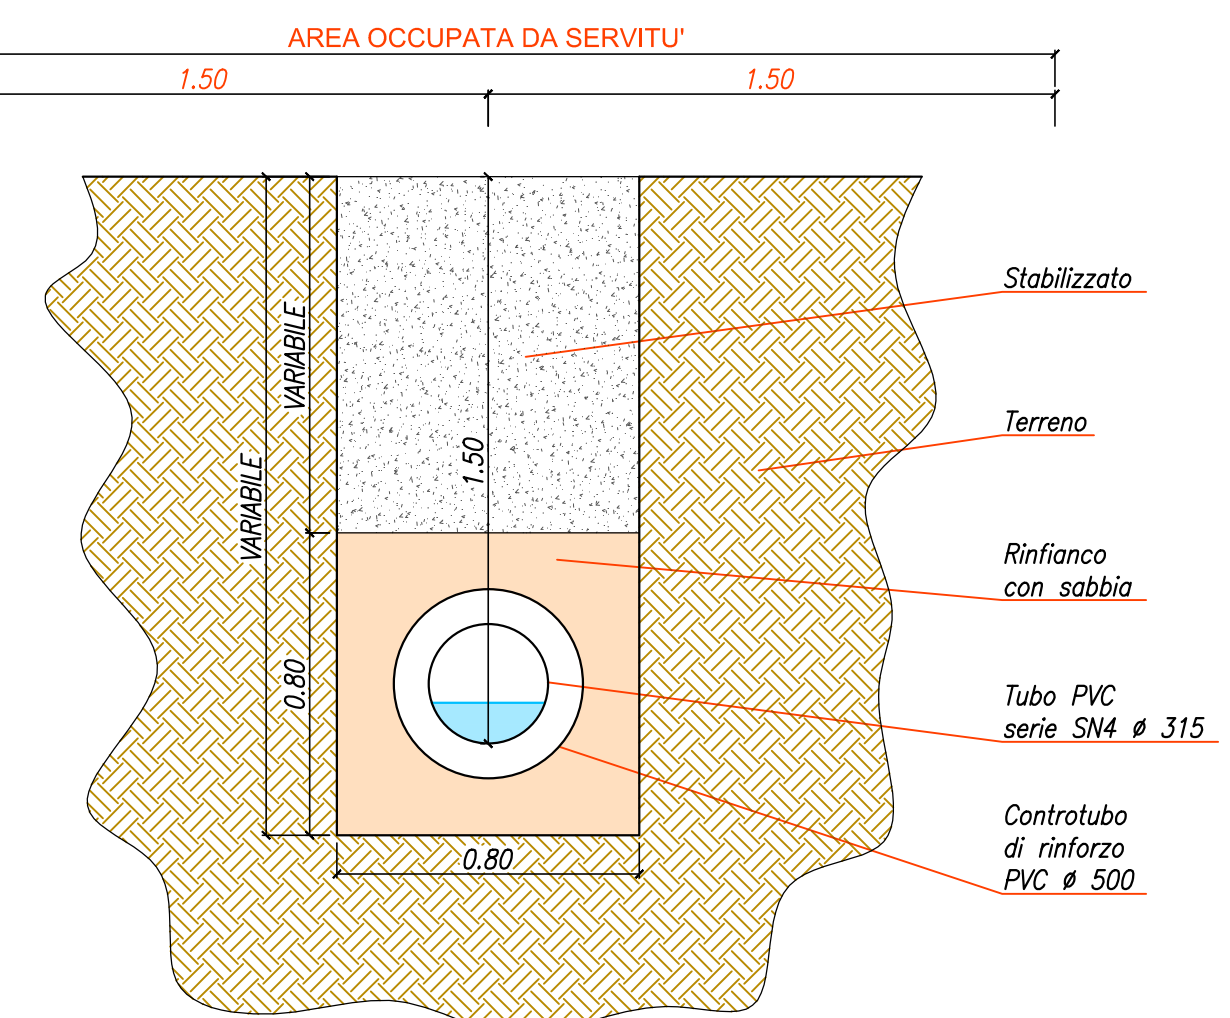 AREA OCCUPATA DA SERVITU'
1.50
1.50
Stabilizzato
VARIABILE
Terreno
1.50
VARIABILE
Rinfianco
con sabbia
0.80
Tubo PVC
serie SN4 ø 315
Controtubo
di rinforzo
PVC ø 500
0.80